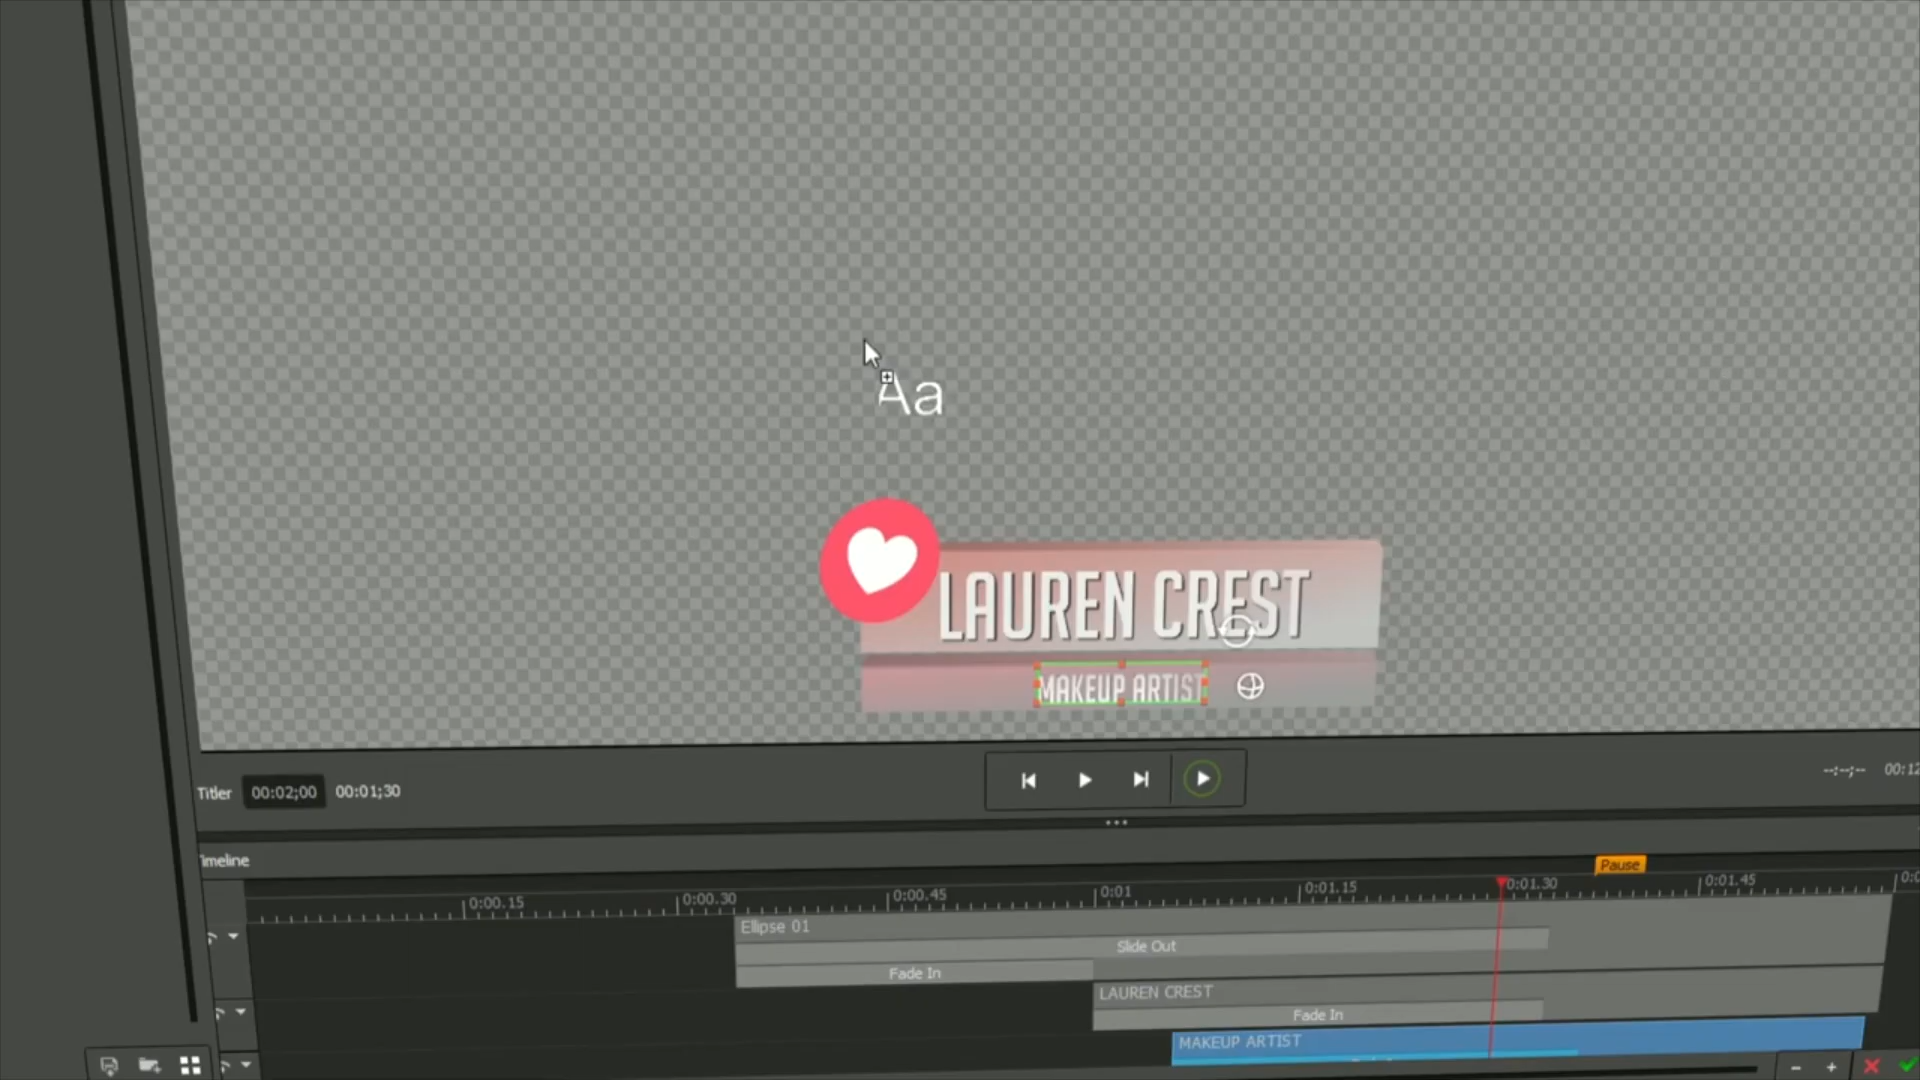 Aa
LAUREN CREST
MAKEUP ARTIST
Titler 00:02;00 00:01;30
--:--;-- 00:12
Timeline
Pause
0:00.15 0:00.30 0:00.45 0:01 0:01.15 0:01.30 0:01.45
Ellipse 01
Slide Out
Fade In
LAUREN CREST
Fade In
MAKEUP ARTIST